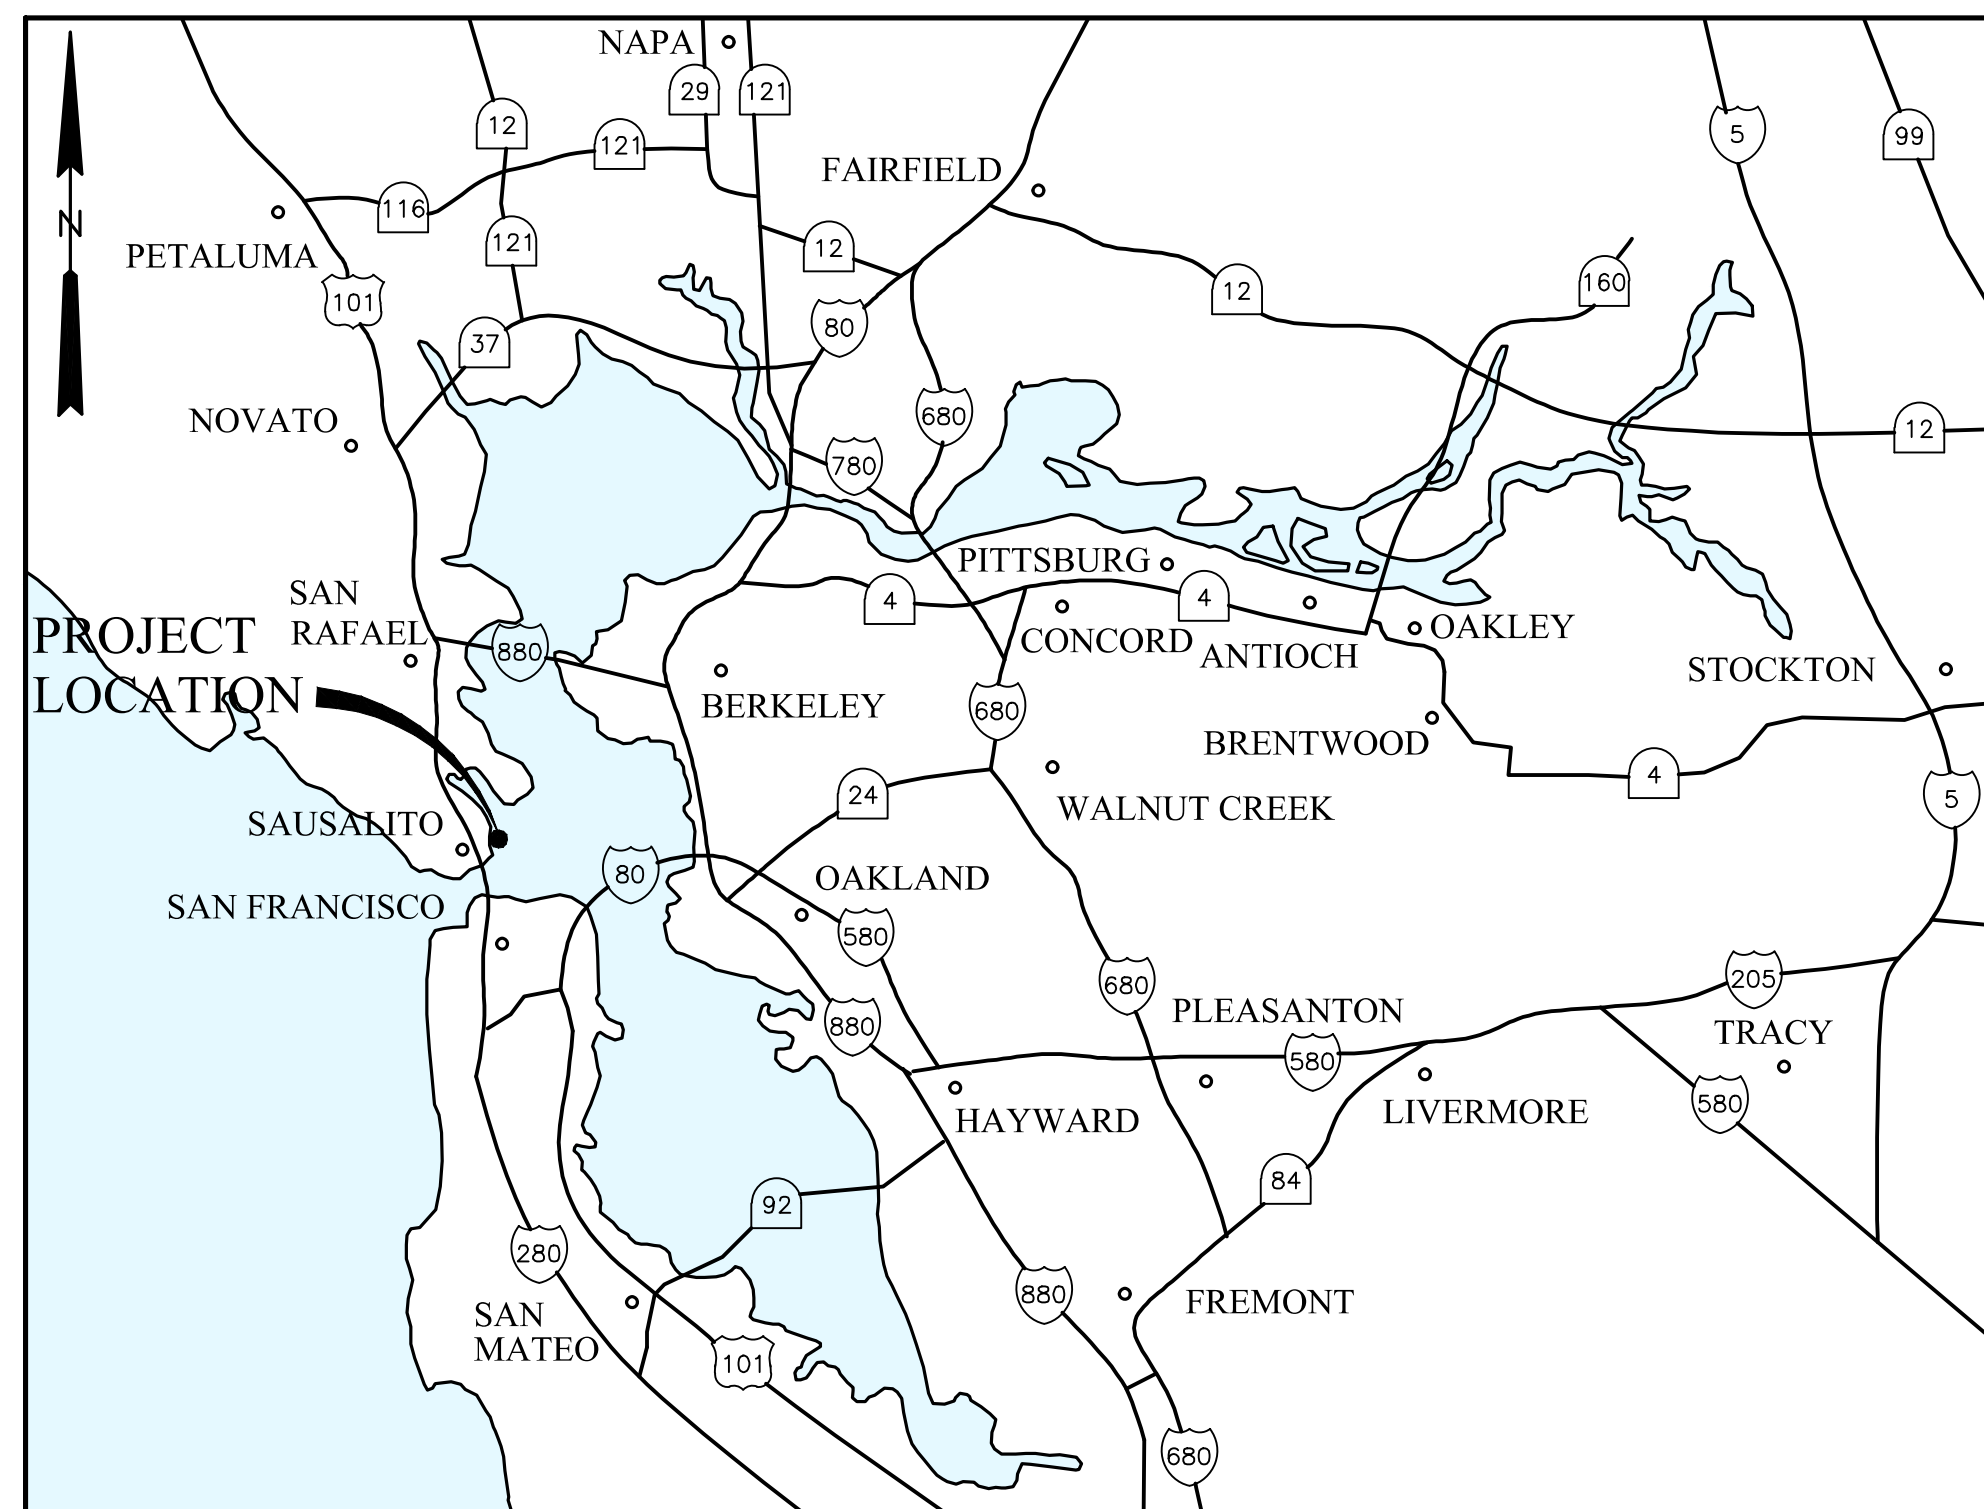 NAPA
29
121
12
121
5
99
FAIRFIELD
116
N
121
12
PETALUMA
101
12
160
80
37
NOVATO
680
12
780
PITTSBURG
SAN
RAFAEL
4
4
PROJECT
LOCATION
880
CONCORD
ANTIOCH
OAKLEY
STOCKTON
BERKELEY
680
BRENTWOOD
4
24
5
WALNUT CREEK
SAUSALITO
80
OAKLAND
SAN FRANCISCO
580
680
205
880
PLEASANTON
TRACY
580
LIVERMORE
580
HAYWARD
84
92
280
880
FREMONT
SAN
MATEO
101
680